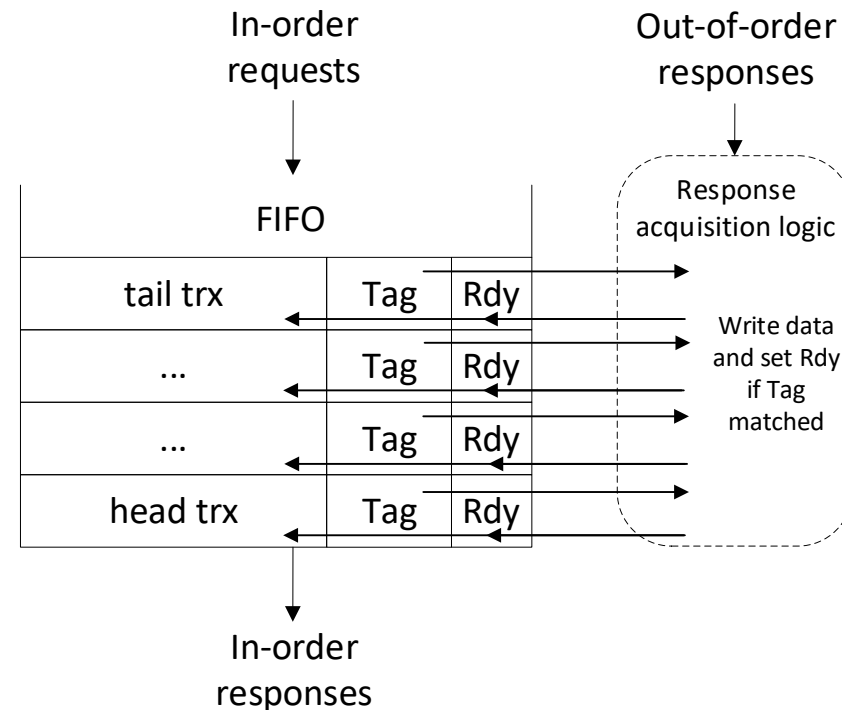 In-order
requests
Out-of-order
responses
FIFO
Response
acquisition logic
tail trx Tag Rdy
... Tag Rdy
... Tag Rdy
head trx Tag Rdy
Write data
and set Rdy
if Tag
matched
In-order
responses